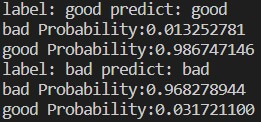 label: good predict: good
bad Probability:0.013252781
good Probability:0.986747146
label: bad predict: bad
bad Probability:0.968278944
good Probability:0.031721100